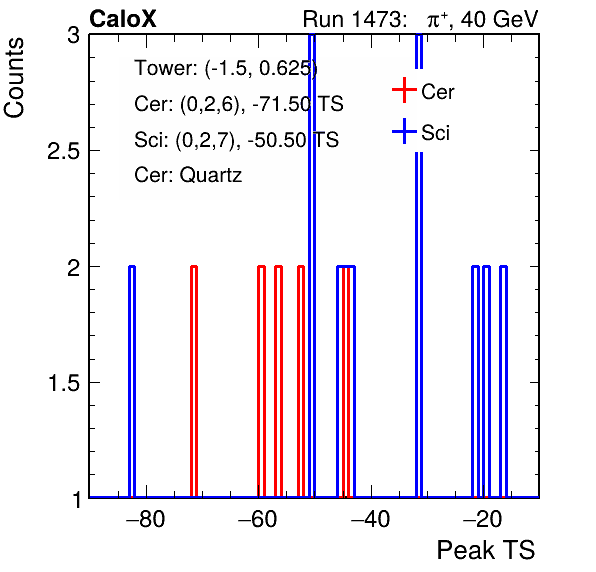 CaloX Run 1473: π+, 40 GeV
Counts
3
2.5
2
1.5
1
Tower: (-1.5, 0.625)
Cer: (0,2,6), -71.50 TS
Sci: (0,2,7), -50.50 TS
Cer: Quartz
Cer
Sci
−80 −60 −40 −20
Peak TS